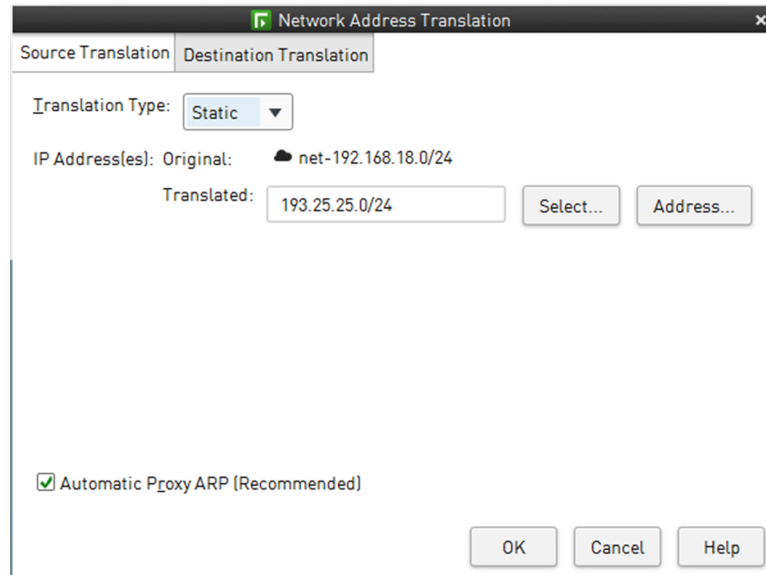 Network Address Translation
Source Translation Destination Translation
Translation Type: Static
IP Address(es): Original: net-192.168.18.0/24
Translated: 193.25.25.0/24 Select... Address...
Automatic Proxy ARP (Recommended)
OK Cancel Help